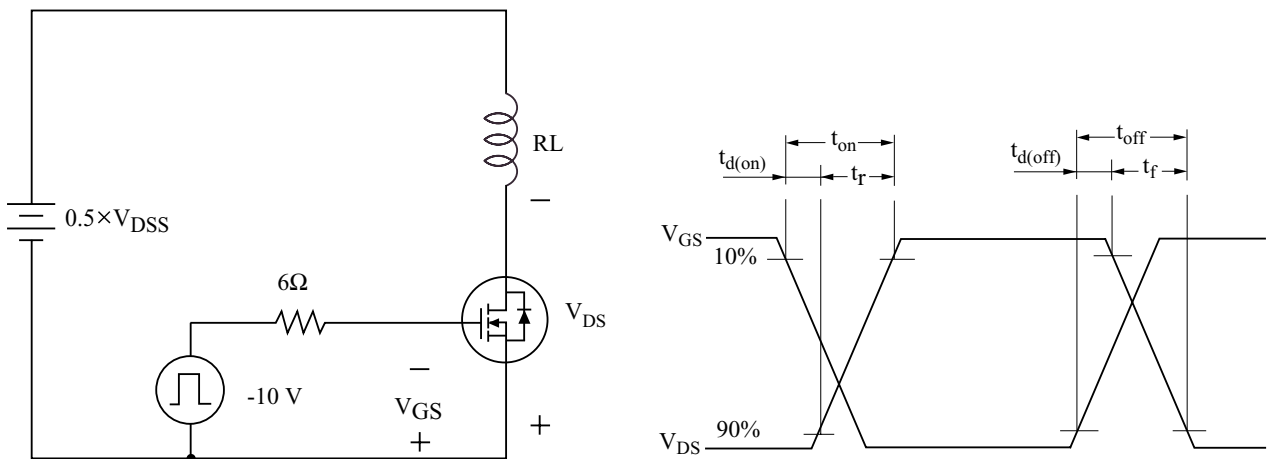 RL
0.5×VDSS
6Ω
VDS
-10 V
VGS
ton
toff
td(on)
tr
td(off)
tf
VGS
10%
VDS
90%